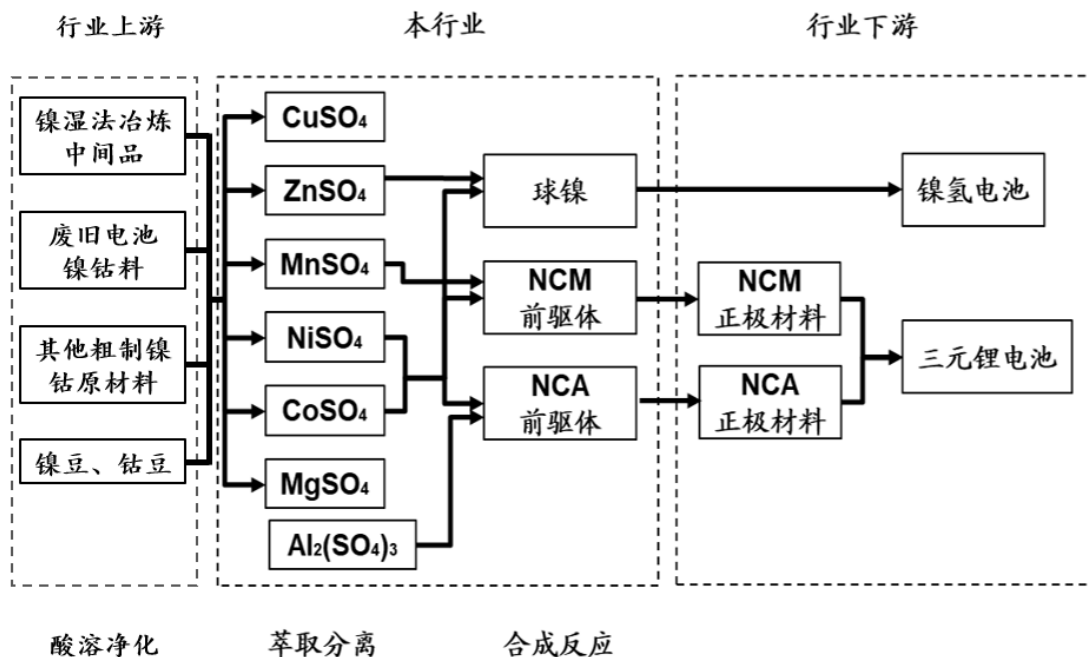 行业上游
本行业
行业下游
镍湿法冶炼
中间品
废旧电池
镍钴料
其他粗制镍
钴原材料
镍豆、钴豆
CuSO₄
ZnSO₄
MnSO₄
NiSO₄
CoSO₄
MgSO₄
Al₂(SO₄)₃
球镍
NCM
前驱体
NCA
前驱体
NCM
正极材料
NCA
正极材料
镍氢电池
三元锂电池
酸溶净化
萃取分离
合成反应